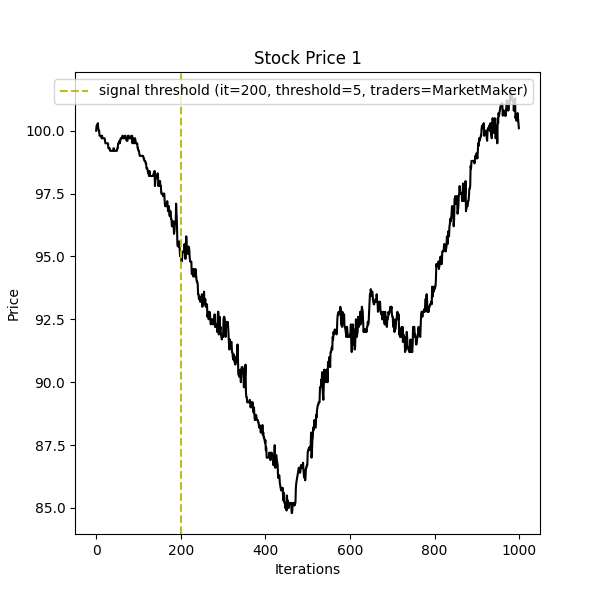 Stock Price 1
signal threshold (it=200, threshold=5, traders=MarketMaker)
100.0
97.5
95.0
92.5
90.0
87.5
85.0
Price
0 200 400 600 800 1000
Iterations